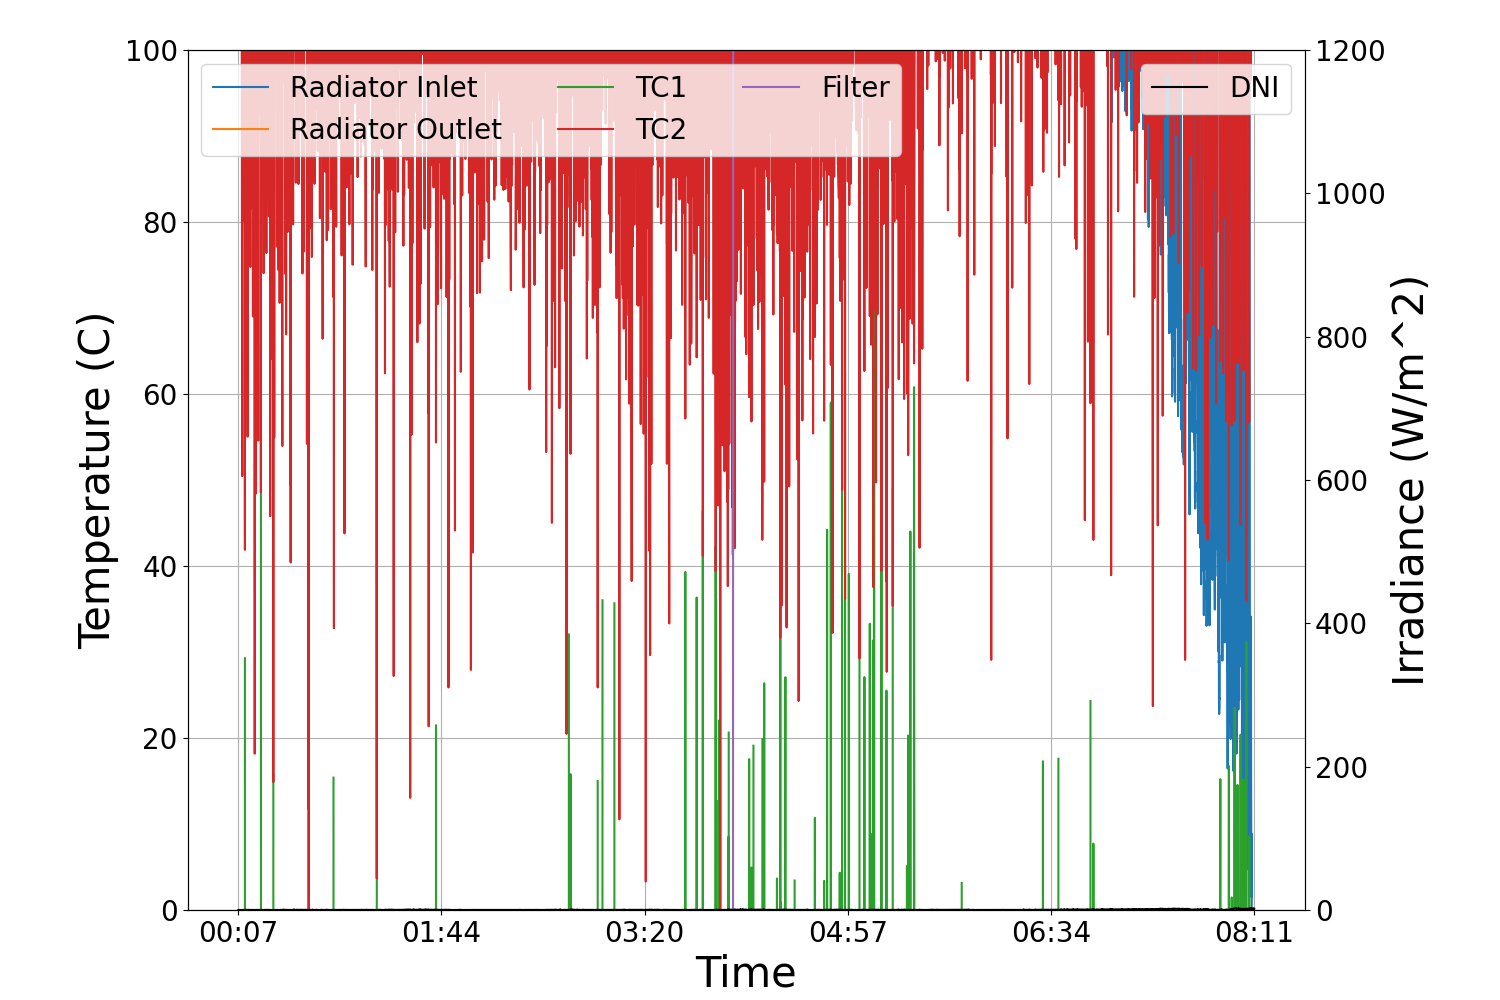 Radiator Inlet
Radiator Outlet
TC1
TC2
Filter
DNI
Temperature (C)
100
80
60
40
20
0
Irradiance (W/m^2)
1200
1000
800
600
400
200
0
00:07 01:44 03:20 04:57 06:34 08:11
Time